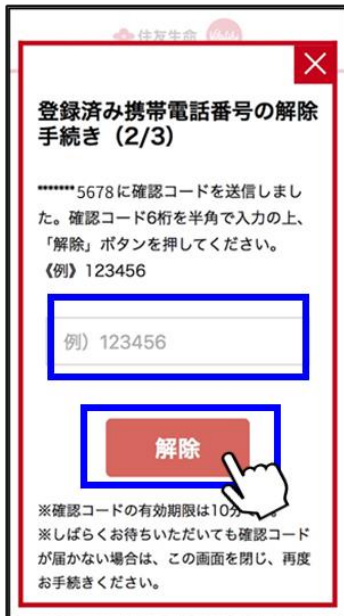 住友生命
登録済み携帯電話番号の解除
手続き（2/3）
*******5678に確認コードを送信しまし
た。確認コード6桁を半角で入力の上、
「解除」ボタンを押してください。
《例》123456
例）123456
解除
※確認コードの有効期限は10分
※しばらくお待ちいただいても確認コード
が届かない場合は、この画面を閉じ、再度
お手続きください。